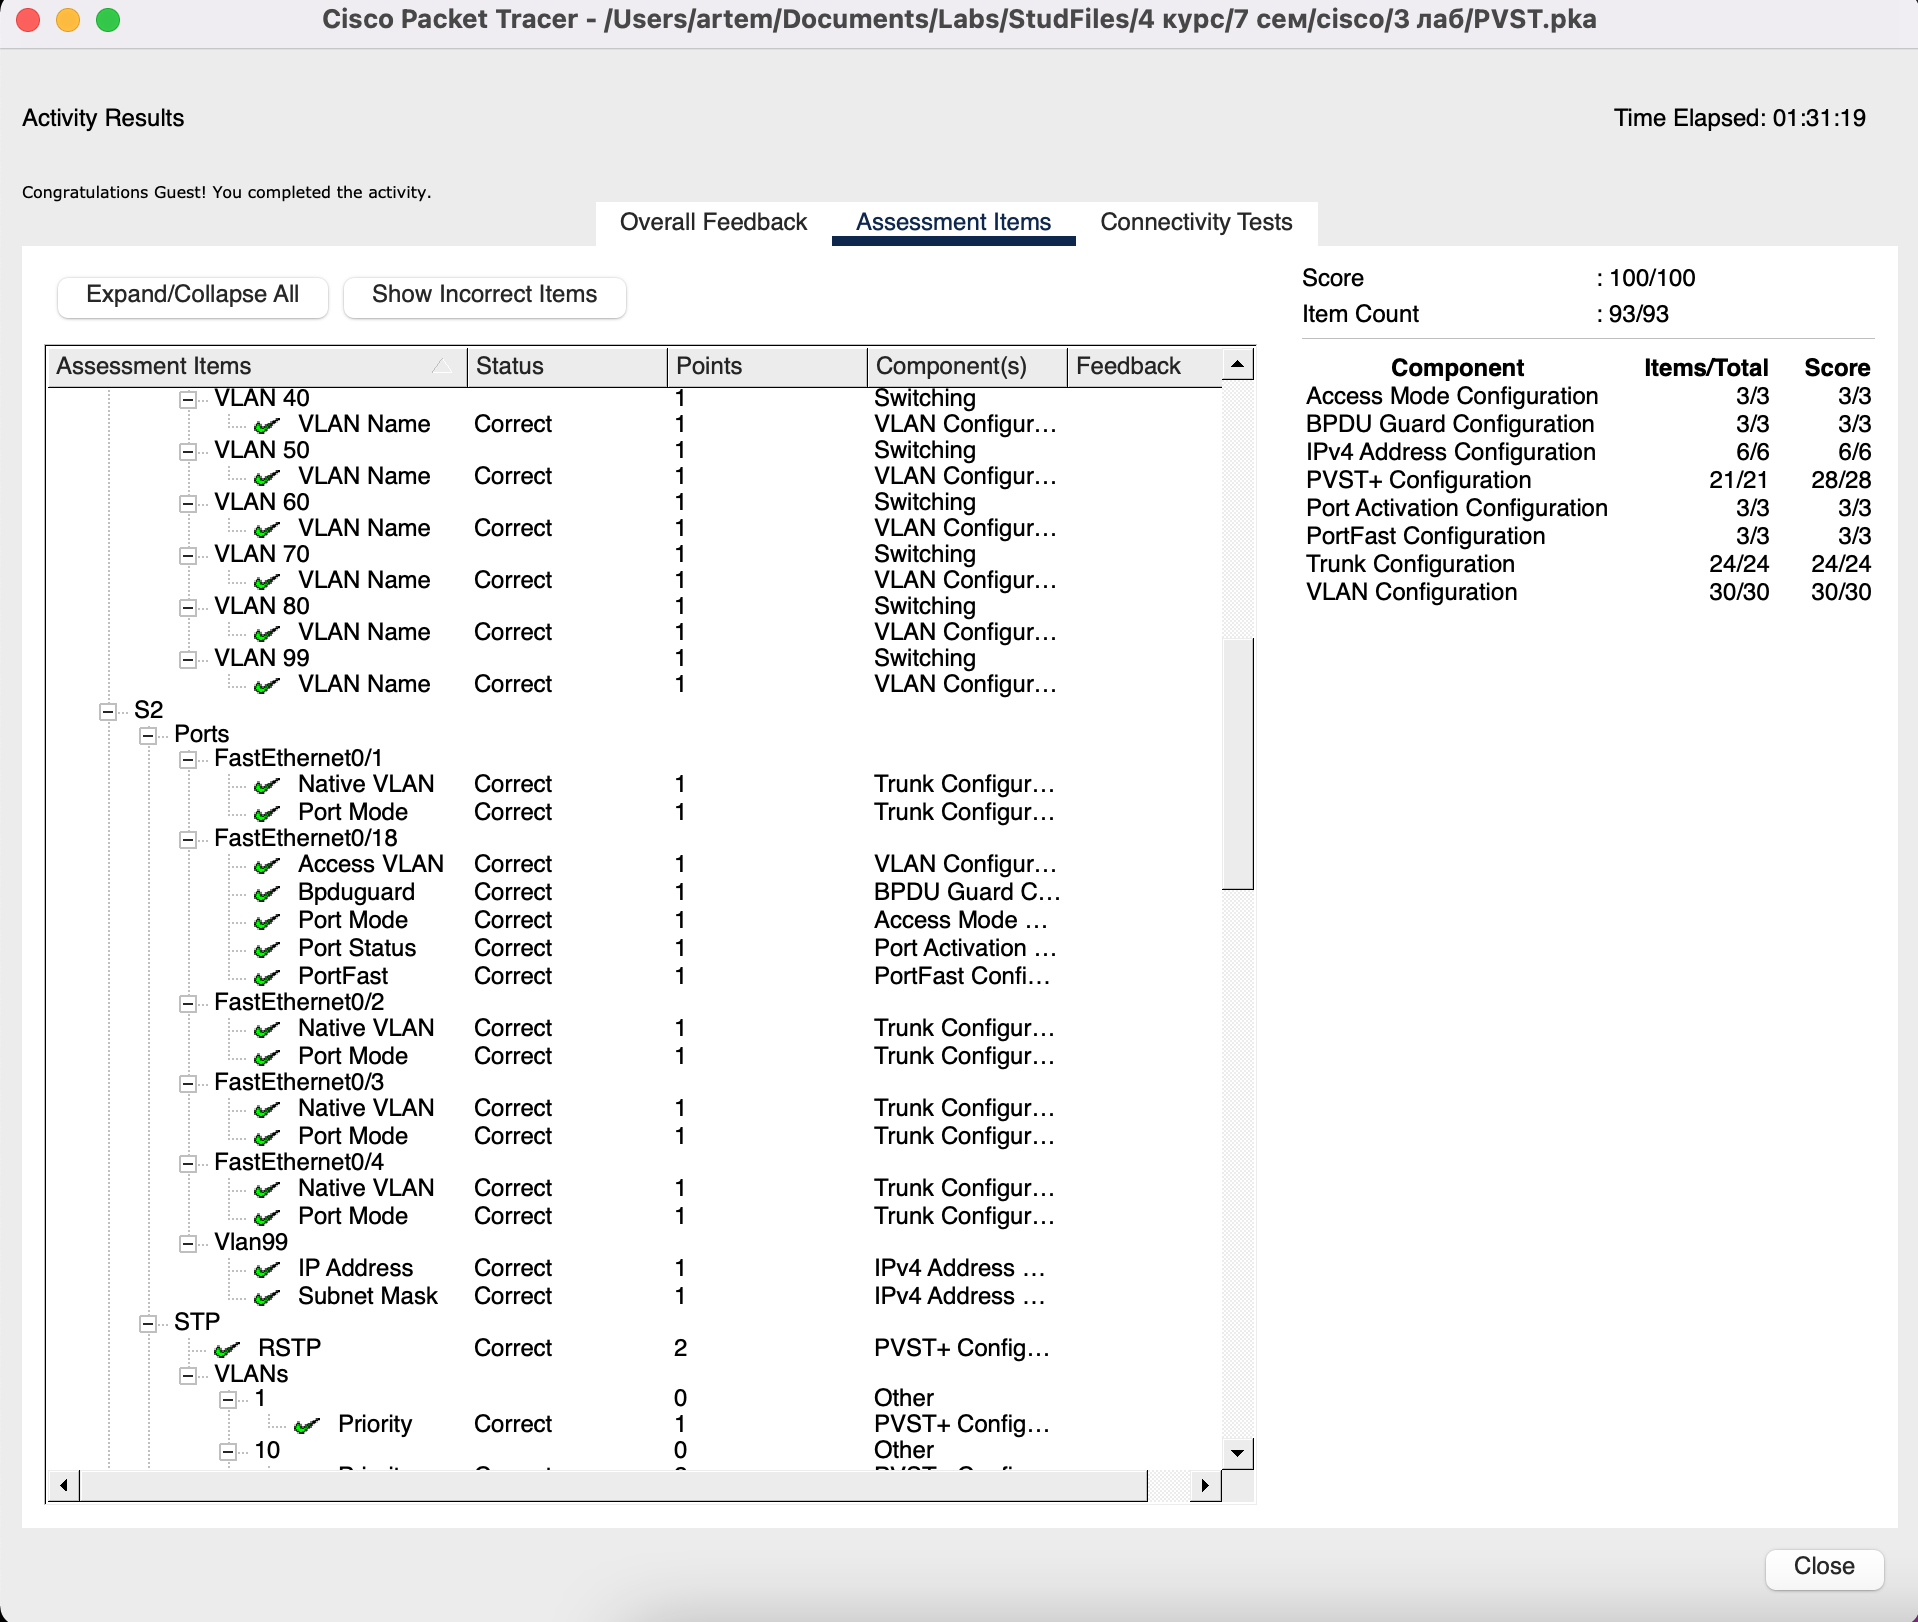 Cisco Packet Tracer - /Users/artem/Documents/Labs/StudFiles/4 курс/7 сем/cisco/3 лаб/PVST.pka
Activity Results
Time Elapsed: 01:31:19
Congratulations Guest! You completed the activity.
Overall Feedback Assessment Items Connectivity Tests
Expand/Collapse All Show Incorrect Items
Assessment Items Status Points Component(s) Feedback
VLAN 40 1 Switching
VLAN Name Correct 1 VLAN Configur...
VLAN 50 1 Switching
VLAN Name Correct 1 VLAN Configur...
VLAN 60 1 Switching
VLAN Name Correct 1 VLAN Configur...
VLAN 70 1 Switching
VLAN Name Correct 1 VLAN Configur...
VLAN 80 1 Switching
VLAN Name Correct 1 VLAN Configur...
VLAN 99 1 Switching
VLAN Name Correct 1 VLAN Configur...
S2
Ports
FastEthernet0/1
Native VLAN Correct 1 Trunk Configur...
Port Mode Correct 1 Trunk Configur...
FastEthernet0/18
Access VLAN Correct 1 VLAN Configur...
Bpduguard Correct 1 BPDU Guard C...
Port Mode Correct 1 Access Mode ...
Port Status Correct 1 Port Activation ...
PortFast Correct 1 PortFast Confi...
FastEthernet0/2
Native VLAN Correct 1 Trunk Configur...
Port Mode Correct 1 Trunk Configur...
FastEthernet0/3
Native VLAN Correct 1 Trunk Configur...
Port Mode Correct 1 Trunk Configur...
FastEthernet0/4
Native VLAN Correct 1 Trunk Configur...
Port Mode Correct 1 Trunk Configur...
Vlan99
IP Address Correct 1 IPv4 Address ...
Subnet Mask Correct 1 IPv4 Address ...
STP
RSTP Correct 2 PVST+ Config...
VLANs
1 0 Other
Priority Correct 1 PVST+ Config...
10 0 Other
Score : 100/100
Item Count : 93/93
Component Items/Total Score
Access Mode Configuration 3/3 3/3
BPDU Guard Configuration 3/3 3/3
IPv4 Address Configuration 6/6 6/6
PVST+ Configuration 21/21 28/28
Port Activation Configuration 3/3 3/3
PortFast Configuration 3/3 3/3
Trunk Configuration 24/24 24/24
VLAN Configuration 30/30 30/30
Close